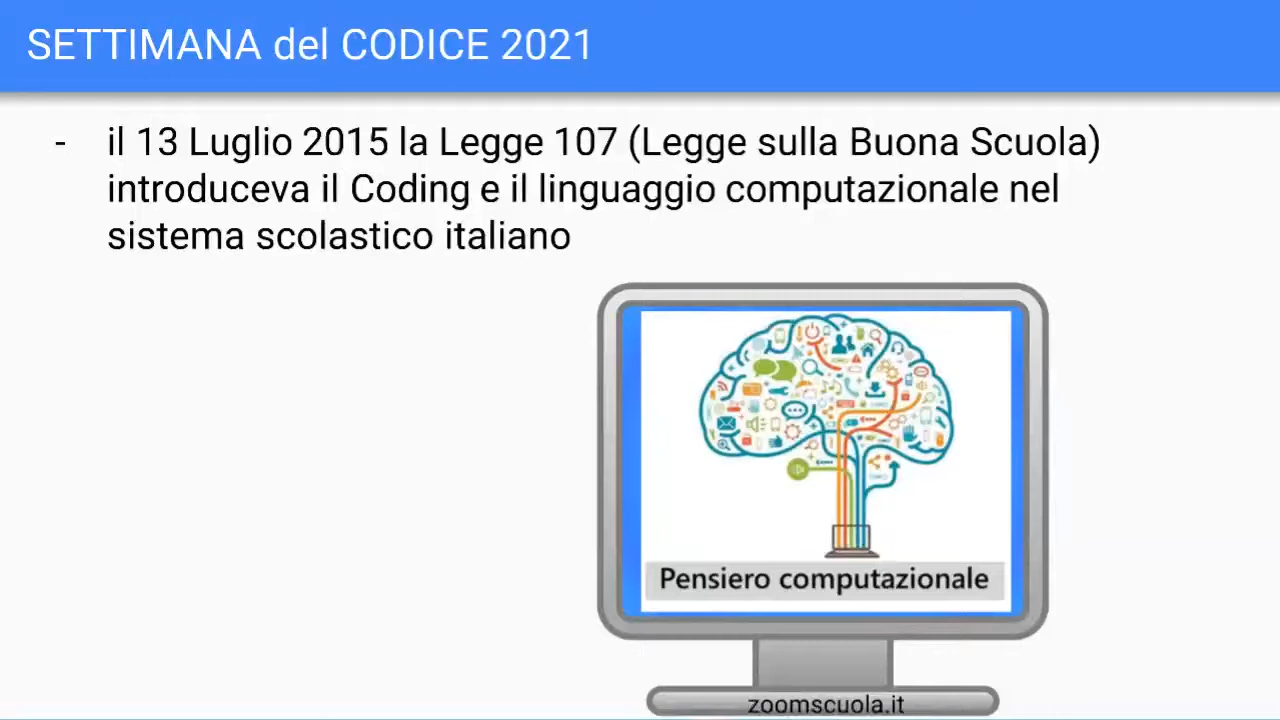 SETTIMANA del CODICE 2021
- il 13 Luglio 2015 la Legge 107 (Legge sulla Buona Scuola)
introduceva il Coding e il linguaggio computazionale nel
sistema scolastico italiano
Pensiero computazionale
zoomscuola.it